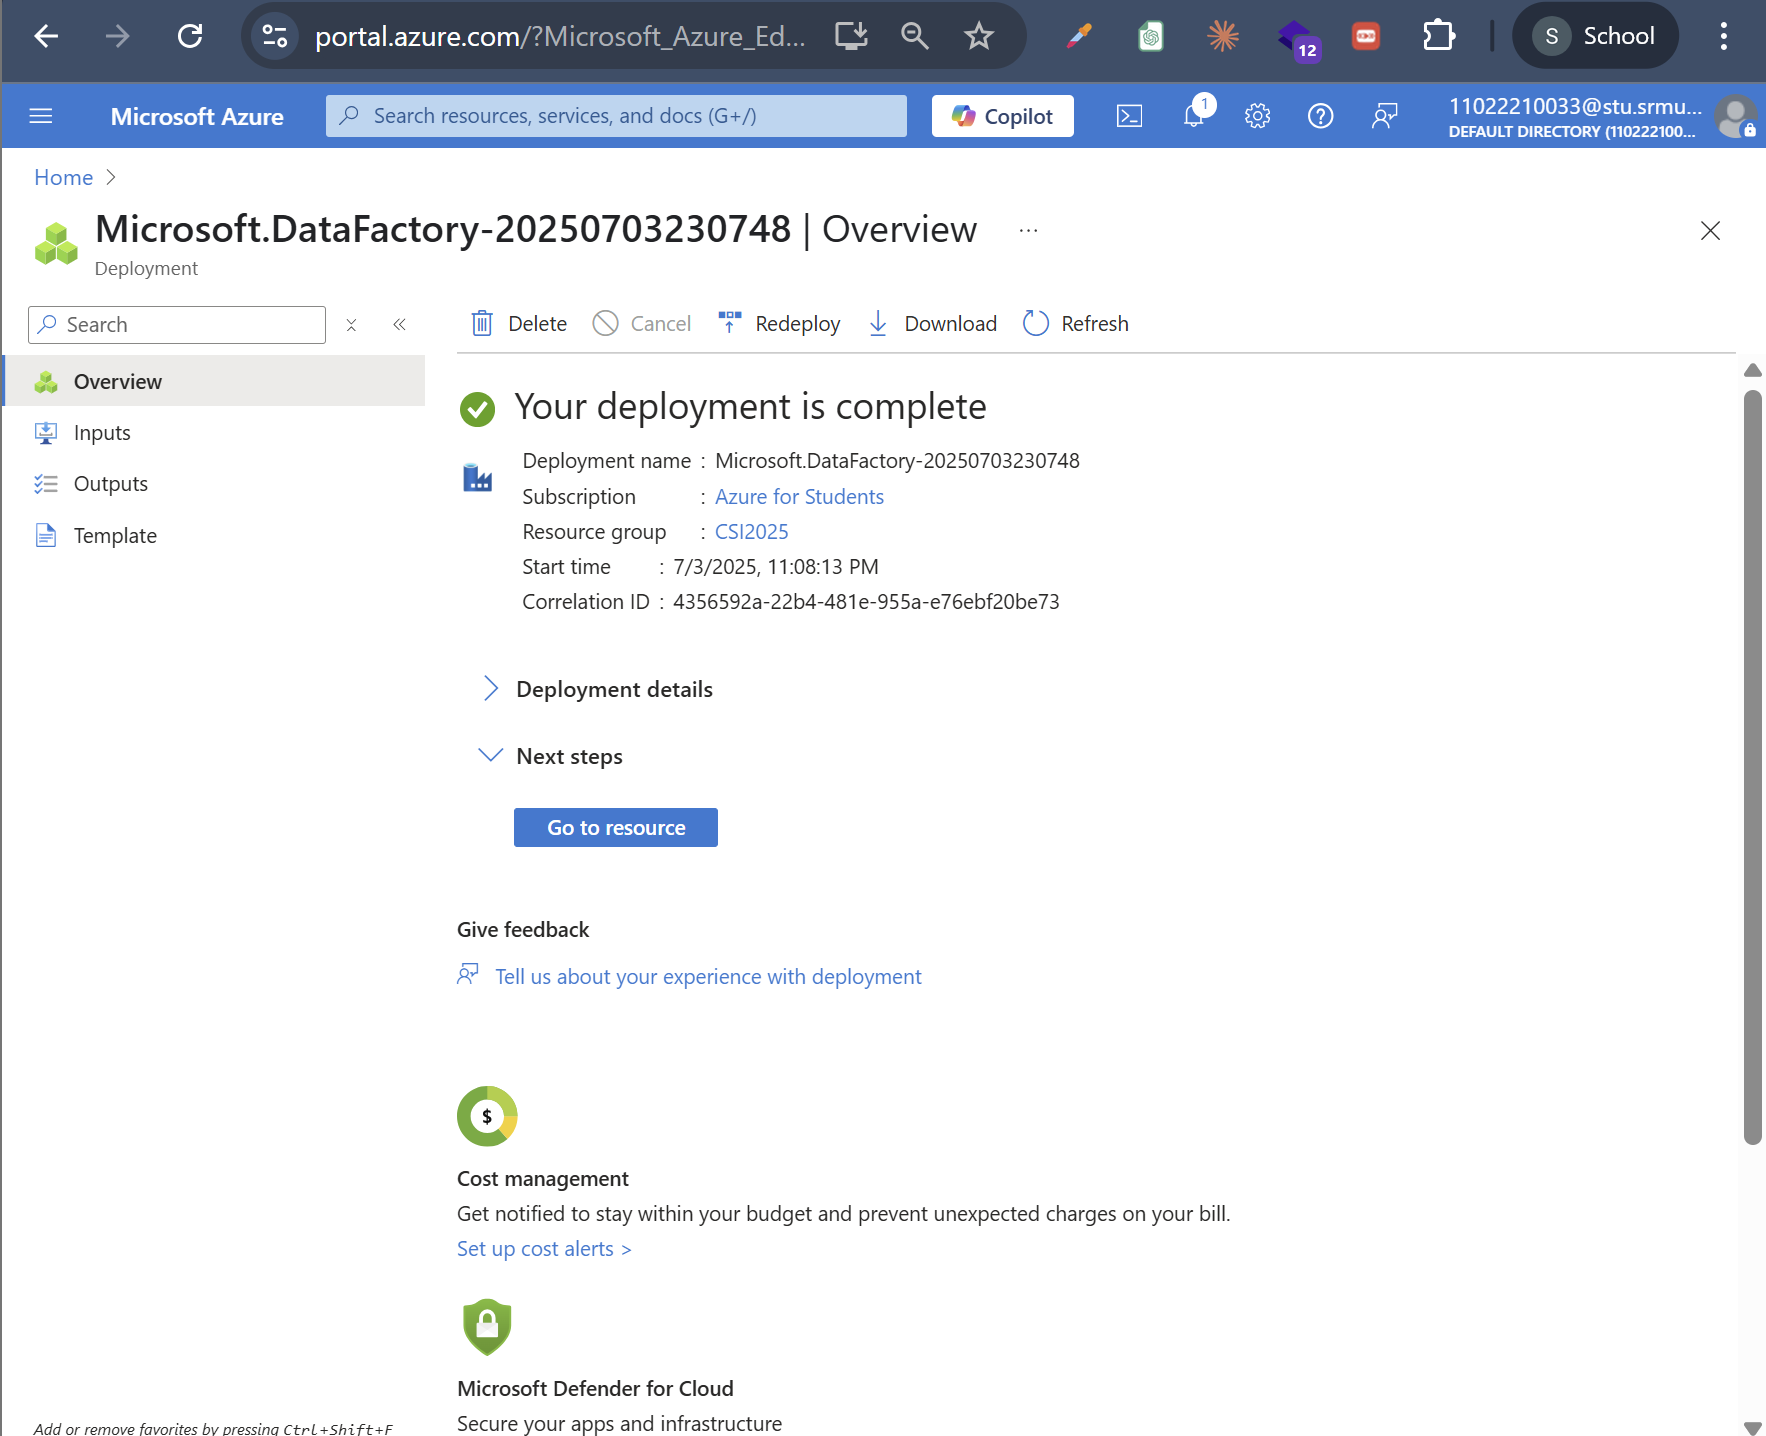 portal.azure.com/?Microsoft_Azure_Ed...
12
S School
Microsoft Azure
Search resources, services, and docs (G+/)
Copilot
1
11022210033@stu.srmu...
DEFAULT DIRECTORY (110222100...
Home
Microsoft.DataFactory-20250703230748 | Overview ...
Deployment
Search
Delete
Cancel
Redeploy
Download
Refresh
Overview
Inputs
Outputs
Template
Your deployment is complete
Deployment name : Microsoft.DataFactory-20250703230748
Subscription : Azure for Students
Resource group : CSI2025
Start time : 7/3/2025, 11:08:13 PM
Correlation ID : 4356592a-22b4-481e-955a-e76ebf20be73
Deployment details
Next steps
Go to resource
Give feedback
Tell us about your experience with deployment
$
Cost management
Get notified to stay within your budget and prevent unexpected charges on your bill.
Set up cost alerts >
Microsoft Defender for Cloud
Secure your apps and infrastructure
Add or remove favorites by pressing Ctrl+Shift+F